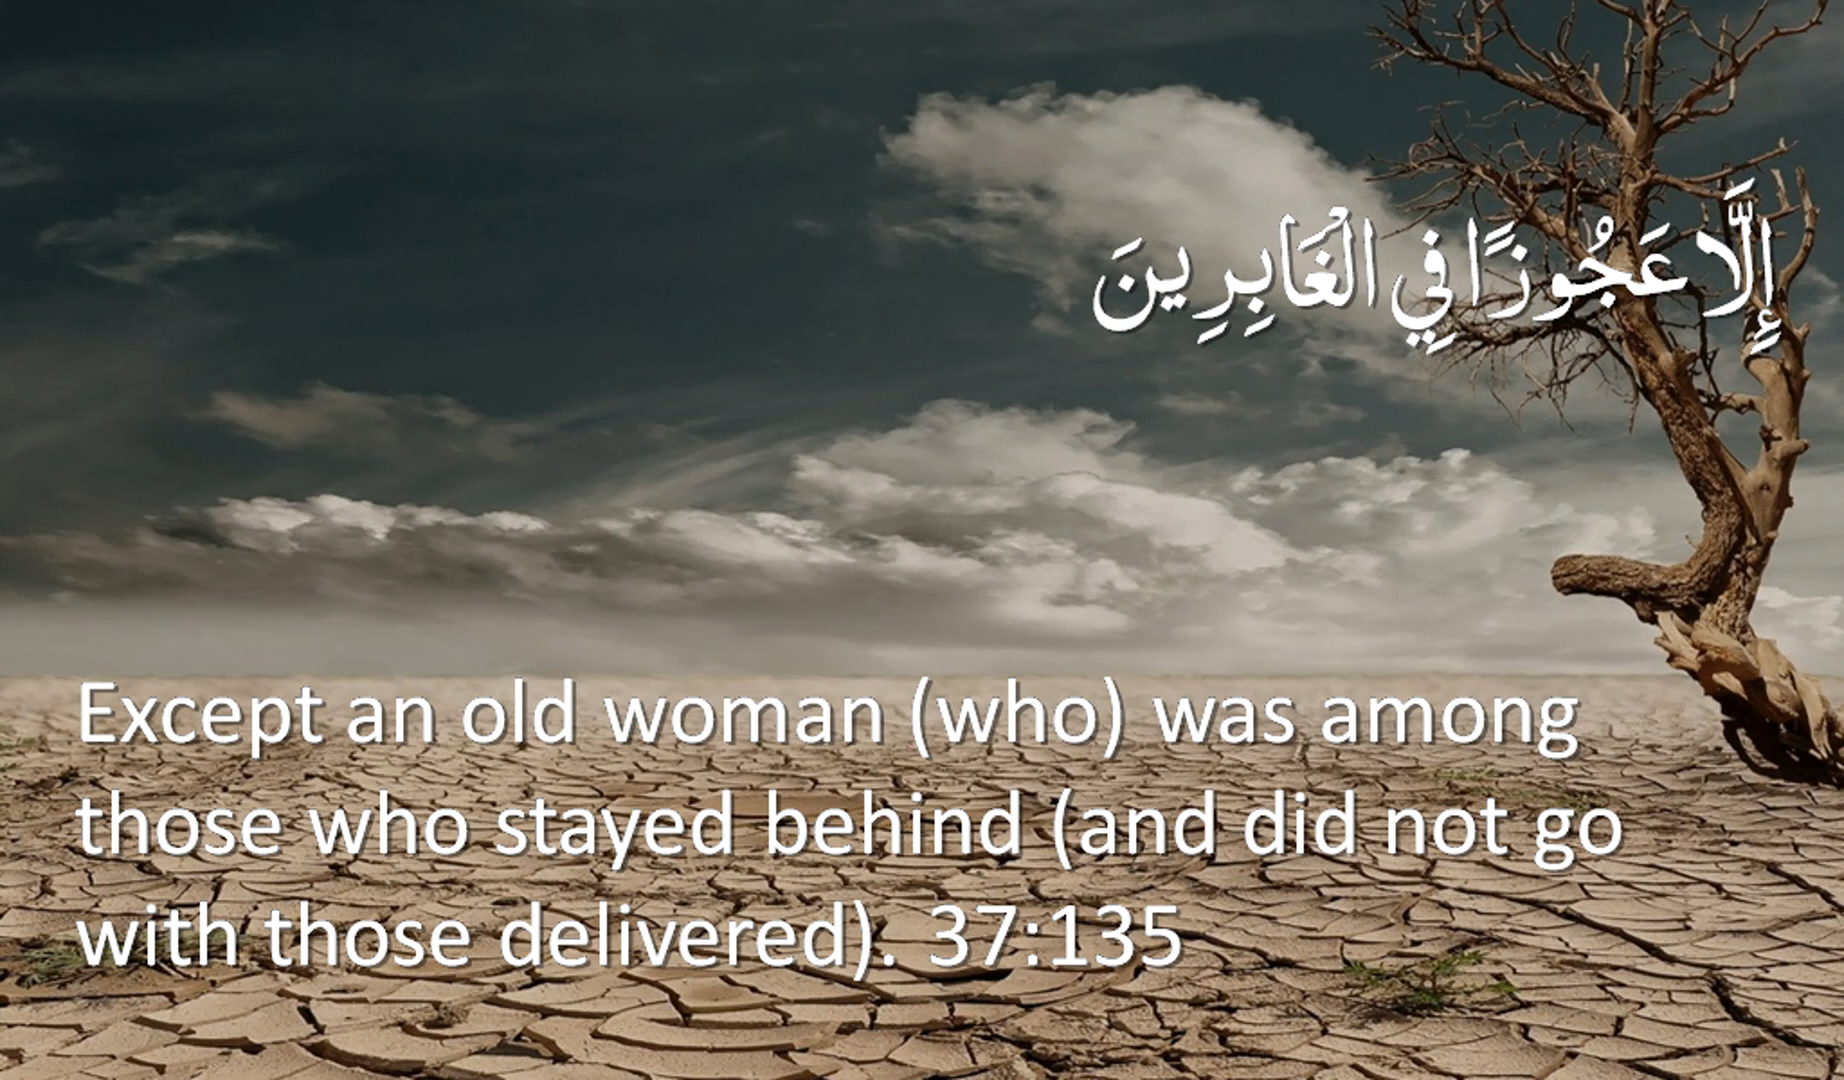 إِلَّا عَجُوزًا فِي الْغَابِرِينَ
Except an old woman (who) was among
those who stayed behind (and did not go
with those delivered). 37:135